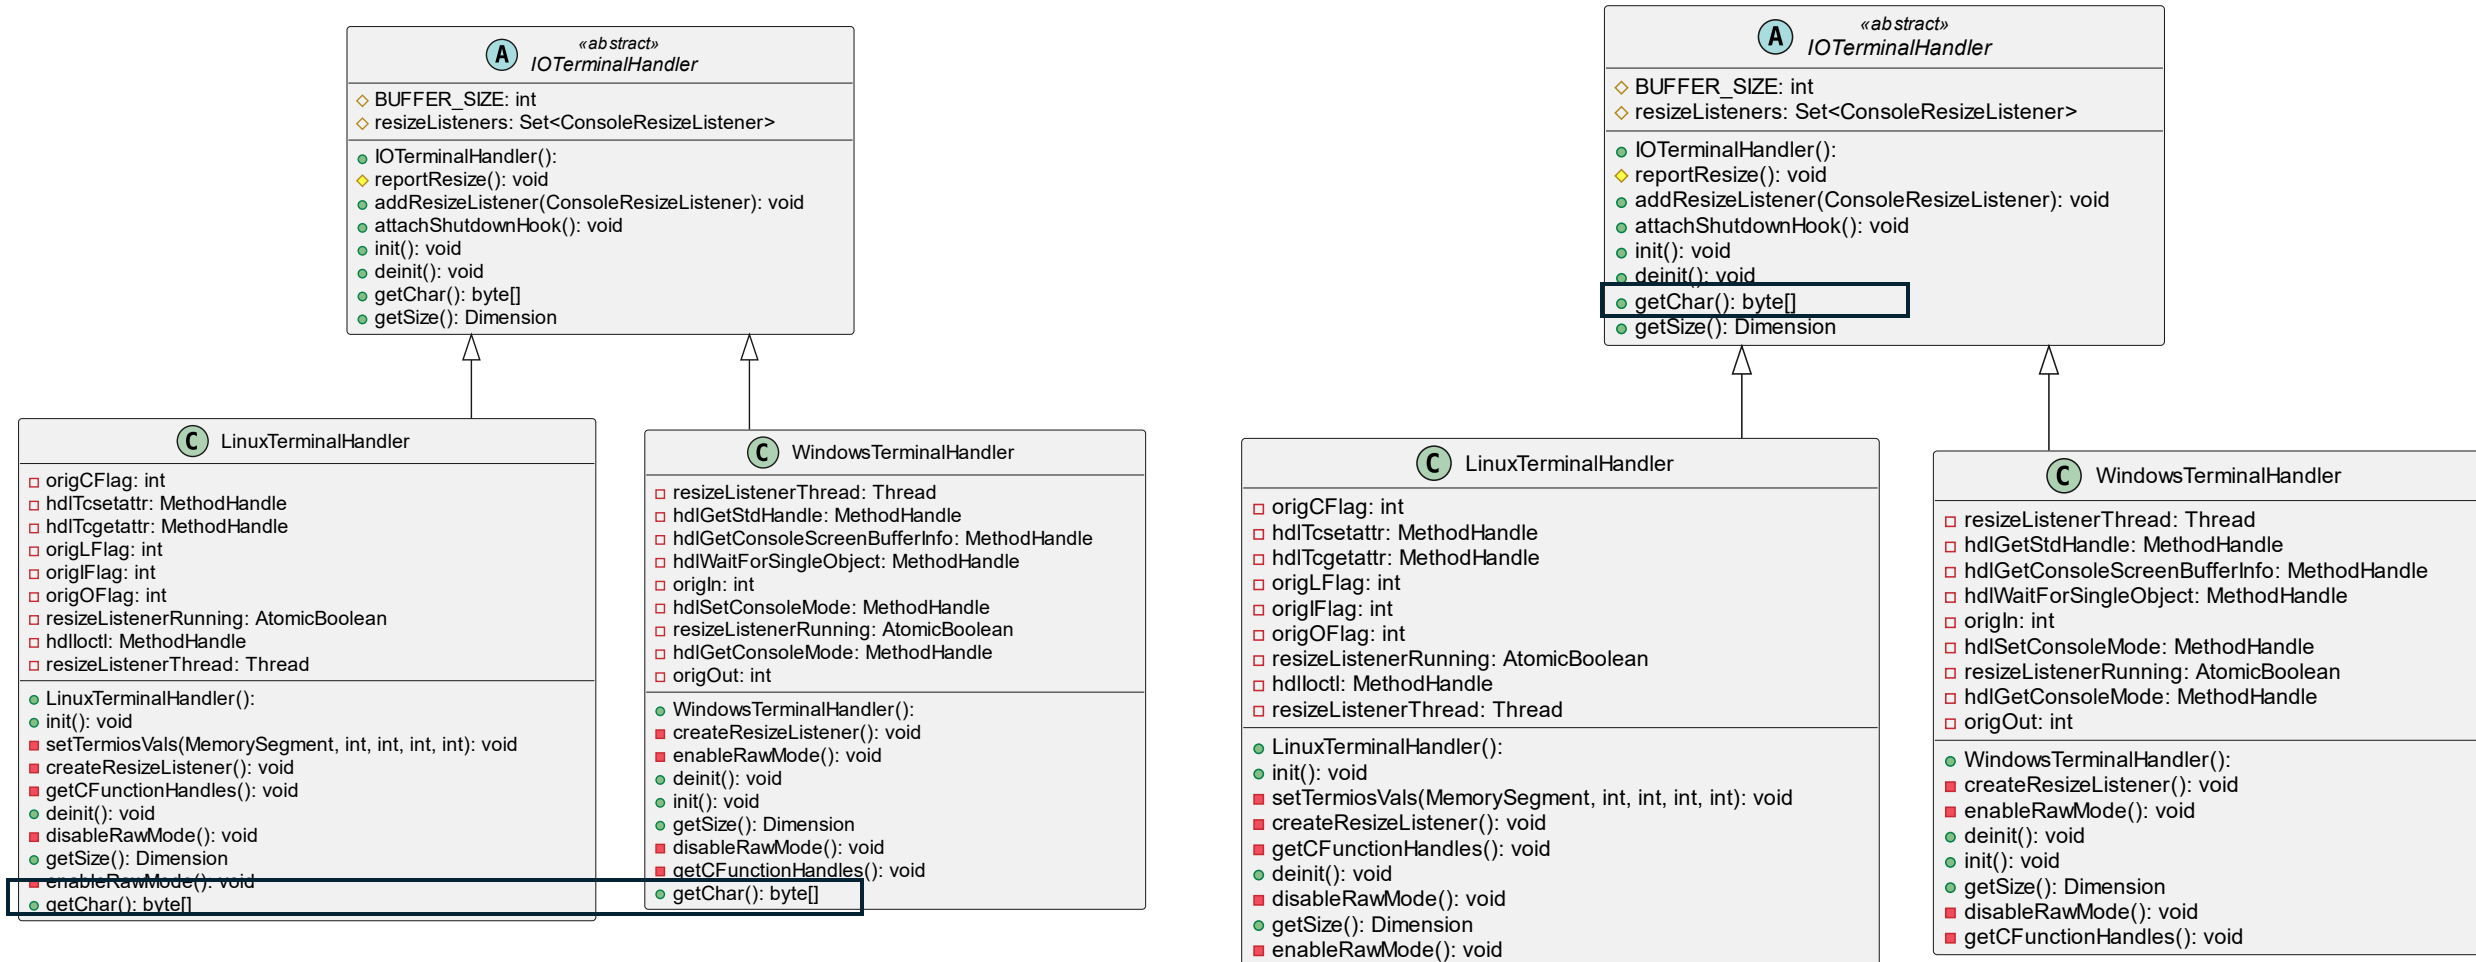 A
«abstract»
IOTerminalHandler
BUFFER_SIZE: int
resizeListeners: Set<ConsoleResizeListener>
IOTerminalHandler():
reportResize(): void
addResizeListener(ConsoleResizeListener): void
attachShutdownHook(): void
init(): void
deinit(): void
getChar(): byte[]
getSize(): Dimension
C LinuxTerminalHandler
origCFlag: int
hdlTcsetattr: MethodHandle
hdlTcgetattr: MethodHandle
origLFlag: int
origIFlag: int
origOFlag: int
resizeListenerRunning: AtomicBoolean
hdlIoctl: MethodHandle
resizeListenerThread: Thread
LinuxTerminalHandler():
init(): void
setTermiosVals(MemorySegment, int, int, int, int): void
createResizeListener(): void
getCFunctionHandles(): void
deinit(): void
disableRawMode(): void
getSize(): Dimension
enableRawMode(): void
getChar(): byte[]
C WindowsTerminalHandler
resizeListenerThread: Thread
hdlGetStdHandle: MethodHandle
hdlGetConsoleScreenBufferInfo: MethodHandle
hdlWaitForSingleObject: MethodHandle
origIn: int
hdlSetConsoleMode: MethodHandle
resizeListenerRunning: AtomicBoolean
hdlGetConsoleMode: MethodHandle
origOut: int
WindowsTerminalHandler():
createResizeListener(): void
enableRawMode(): void
deinit(): void
init(): void
getSize(): Dimension
disableRawMode(): void
getCFunctionHandles(): void
getChar(): byte[]
A
«abstract»
IOTerminalHandler
BUFFER_SIZE: int
resizeListeners: Set<ConsoleResizeListener>
IOTerminalHandler():
reportResize(): void
addResizeListener(ConsoleResizeListener): void
attachShutdownHook(): void
init(): void
deinit(): void
getChar(): byte[]
getSize(): Dimension
C LinuxTerminalHandler
origCFlag: int
hdlTcsetattr: MethodHandle
hdlTcgetattr: MethodHandle
origLFlag: int
origIFlag: int
origOFlag: int
resizeListenerRunning: AtomicBoolean
hdlIoctl: MethodHandle
resizeListenerThread: Thread
LinuxTerminalHandler():
init(): void
setTermiosVals(MemorySegment, int, int, int, int): void
createResizeListener(): void
getCFunctionHandles(): void
deinit(): void
disableRawMode(): void
getSize(): Dimension
enableRawMode(): void
C WindowsTerminalHandler
resizeListenerThread: Thread
hdlGetStdHandle: MethodHandle
hdlGetConsoleScreenBufferInfo: MethodHandle
hdlWaitForSingleObject: MethodHandle
origIn: int
hdlSetConsoleMode: MethodHandle
resizeListenerRunning: AtomicBoolean
hdlGetConsoleMode: MethodHandle
origOut: int
WindowsTerminalHandler():
createResizeListener(): void
enableRawMode(): void
deinit(): void
init(): void
getSize(): Dimension
disableRawMode(): void
getCFunctionHandles(): void